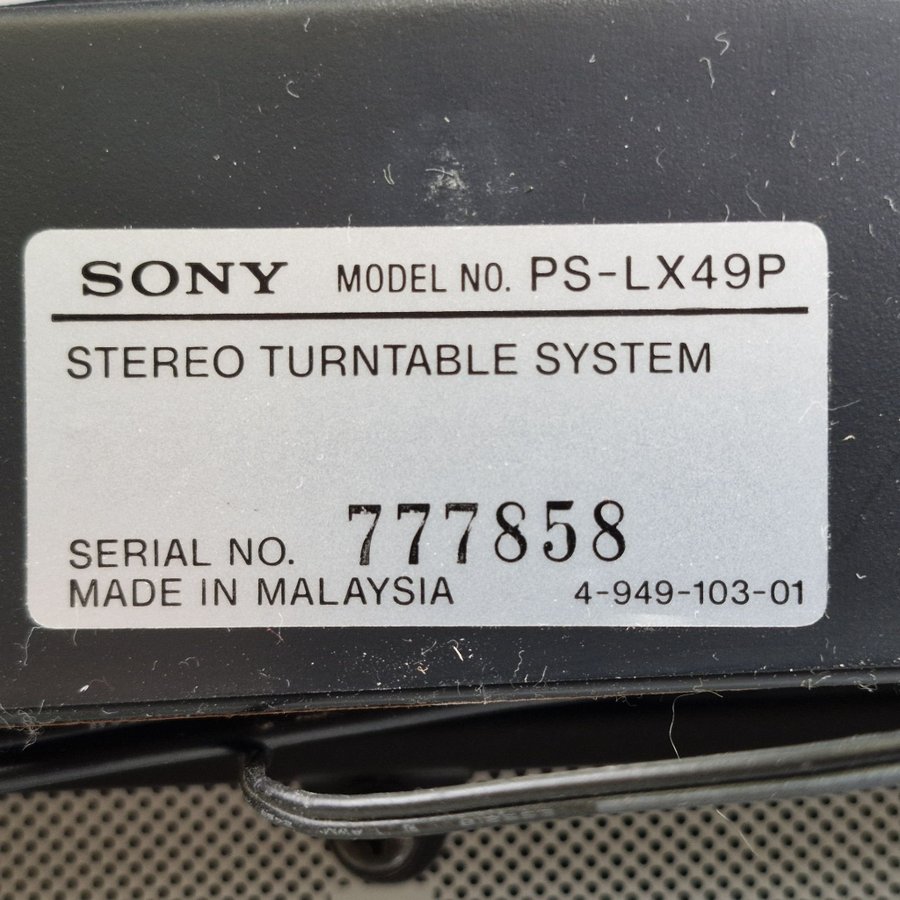 SONY MODEL NO. PS-LX49P
STEREO TURNTABLE SYSTEM
SERIAL NO. 777858
MADE IN MALAYSIA 4-949-103-01